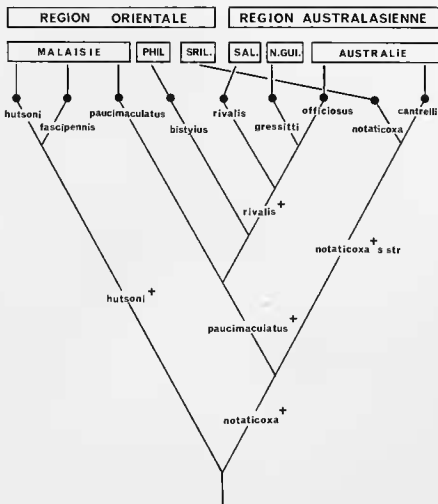 REGION ORIENTALE REGION AUSTRALASIENNE
MALAISIE PHIL SRIL. SAL. N.GUI. AUSTRALIE
hutsoni paucimaculatus rivalis officiosus cantrelli
fascipennis bistylus gressitti notaticoxa
rivalis +
notaticoxa + s str
hutsoni +
paucimaculatus +
notaticoxa +